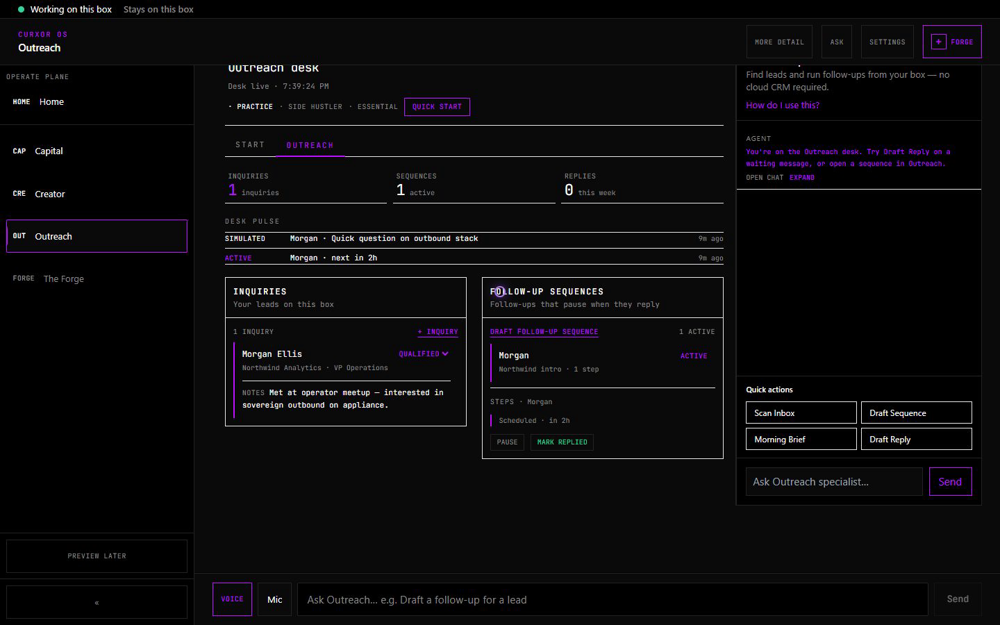 Working on this box Stays on this box
CURXOR OS
Outreach
MORE DETAIL
ASK
SETTINGS
+ FORGE
OPERATE PLANE
HOME Home
CAP Capital
CRE Creator
OUT Outreach
FORGE The Forge
PREVIEW LATER
«
Outreach desk
Desk live · 7:39:24 PM
· PRACTICE · SIDE HUSTLER · ESSENTIAL QUICK START
START OUTREACH
INQUIRIES
1 inquiries
SEQUENCES
1 active
REPLIES
0 this week
DESK PULSE
SIMULATED Morgan · Quick question on outbound stack 9m ago
ACTIVE Morgan · next in 2h 9m ago
INQUIRIES
Your leads on this box
1 INQUIRY + INQUIRY
Morgan Ellis QUALIFIED
Northwind Analytics · VP Operations
NOTES Met at operator meetup — interested in
sovereign outbound on appliance.
FOLLOW-UP SEQUENCES
Follow-ups that pause when they reply
DRAFT FOLLOW-UP SEQUENCE 1 ACTIVE
Morgan ACTIVE
Northwind intro · 1 step
STEPS · Morgan
Scheduled · in 2h
PAUSE MARK REPLIED
Find leads and run follow-ups from your box — no
cloud CRM required.
How do I use this?
AGENT
You're on the Outreach desk. Try Draft Reply on a
waiting message, or open a sequence in Outreach.
OPEN CHAT EXPAND
Quick actions
Scan Inbox Draft Sequence
Morning Brief Draft Reply
Ask Outreach specialist... Send
VOICE Mic Ask Outreach... e.g. Draft a follow-up for a lead Send